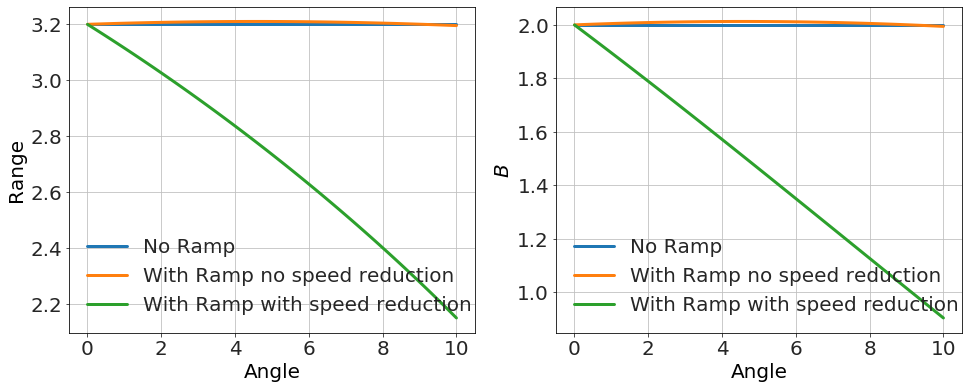 3.2
3.0
2.8
2.6
2.4
2.2
Range
No Ramp
With Ramp no speed reduction
With Ramp with speed reduction
0 2 4 6 8 10
Angle
2.0
1.8
1.6
1.4
1.2
1.0
B
No Ramp
With Ramp no speed reduction
With Ramp with speed reduction
0 2 4 6 8 10
Angle